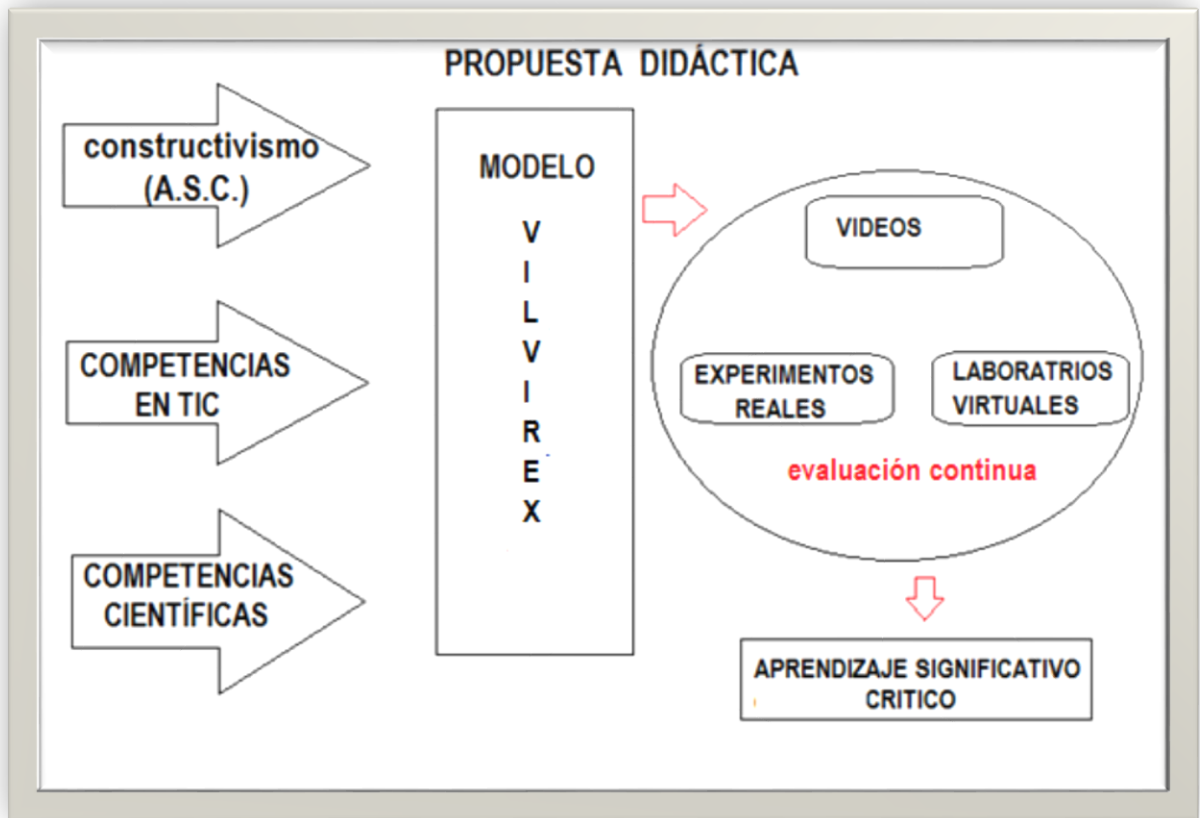 PROPUESTA DIDÁCTICA
constructivismo
(A.S.C.)
COMPETENCIAS
EN TIC
COMPETENCIAS
CIENTÍFICAS
MODELO
V
I
L
V
I
R
E
X
VIDEOS
EXPERIMENTOS
REALES
LABORATRIOS
VIRTUALES
evaluación continua
APRENDIZAJE SIGNIFICATIVO
CRITICO